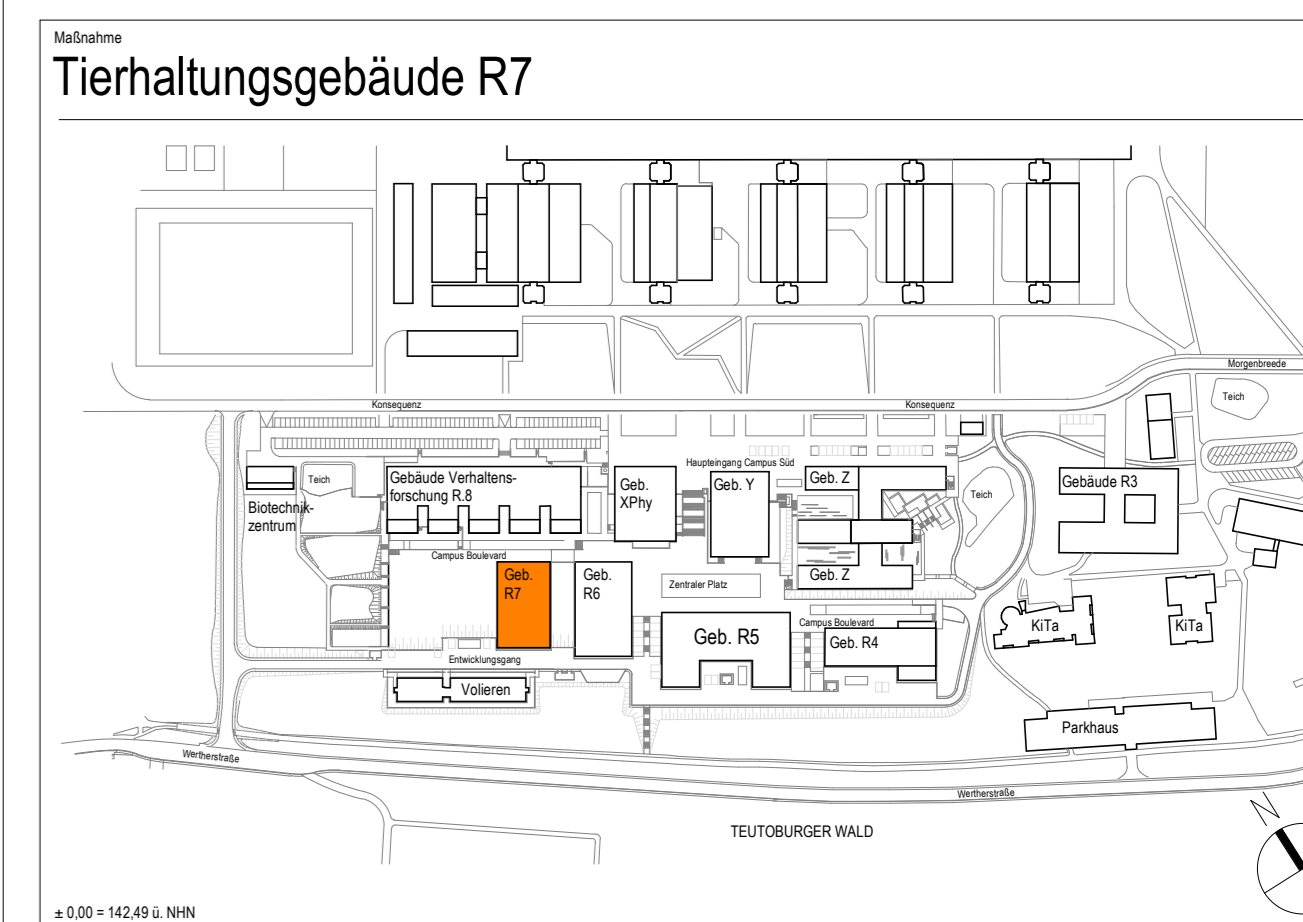 Maßnahme
Tierhaltungsgebäude R7
Morgenbreede
Teich
Konsequenz
Konsequenz
Haupteingang Campus Süd
Teich
Gebäude Verhaltens-
forschung R.8
Geb.
XPhy
Geb. Y
Geb. Z
Teich
Gebäude R3
Biotechnik-
zentrum
Campus Boulevard
Geb.
R7
Geb.
R6
Zentraler Platz
Geb. Z
KiTa
KiTa
Geb. R5
Campus Boulevard
Geb. R4
Entwicklungsgang
Volieren
Parkhaus
Wertherstraße
Wertherstraße
TEUTOBURGER WALD
N
± 0,00 = 142,49 ü. NHN